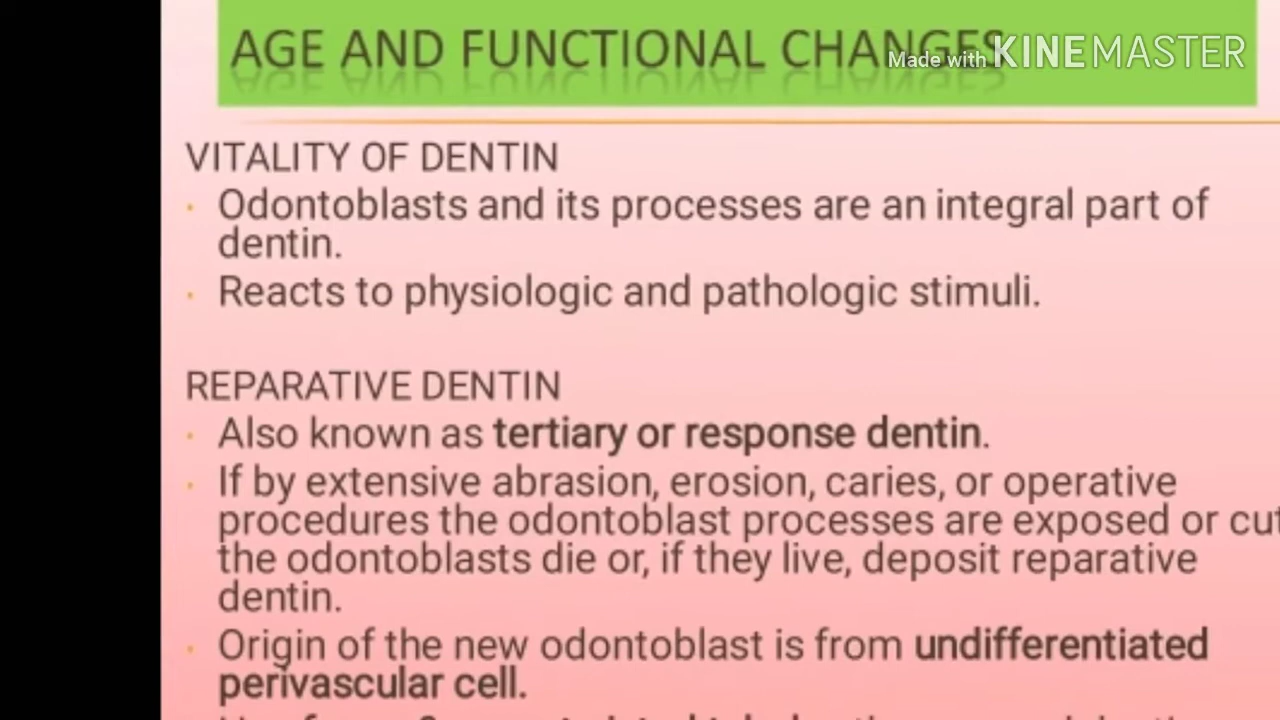 AGE AND FUNCTIONAL CHANGES
Made with KINEMASTER
VITALITY OF DENTIN
· Odontoblasts and its processes are an integral part of
dentin.
· Reacts to physiologic and pathologic stimuli.
REPARATIVE DENTIN
· Also known as tertiary or response dentin.
· If by extensive abrasion, erosion, caries, or operative
procedures the odontoblast processes are exposed or cut
the odontoblasts die or, if they live, deposit reparative
dentin.
· Origin of the new odontoblast is from undifferentiated
perivascular cell.